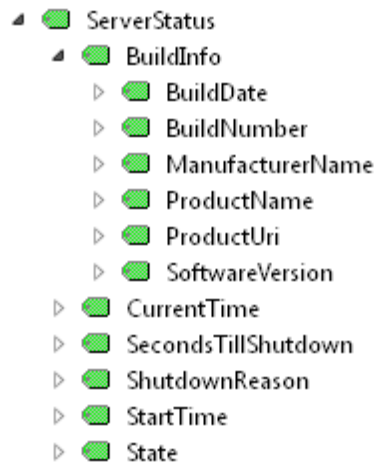 ServerStatus
BuildInfo
BuildDate
BuildNumber
ManufacturerName
ProductName
ProductUri
SoftwareVersion
CurrentTime
SecondsTillShutdown
ShutdownReason
StartTime
State